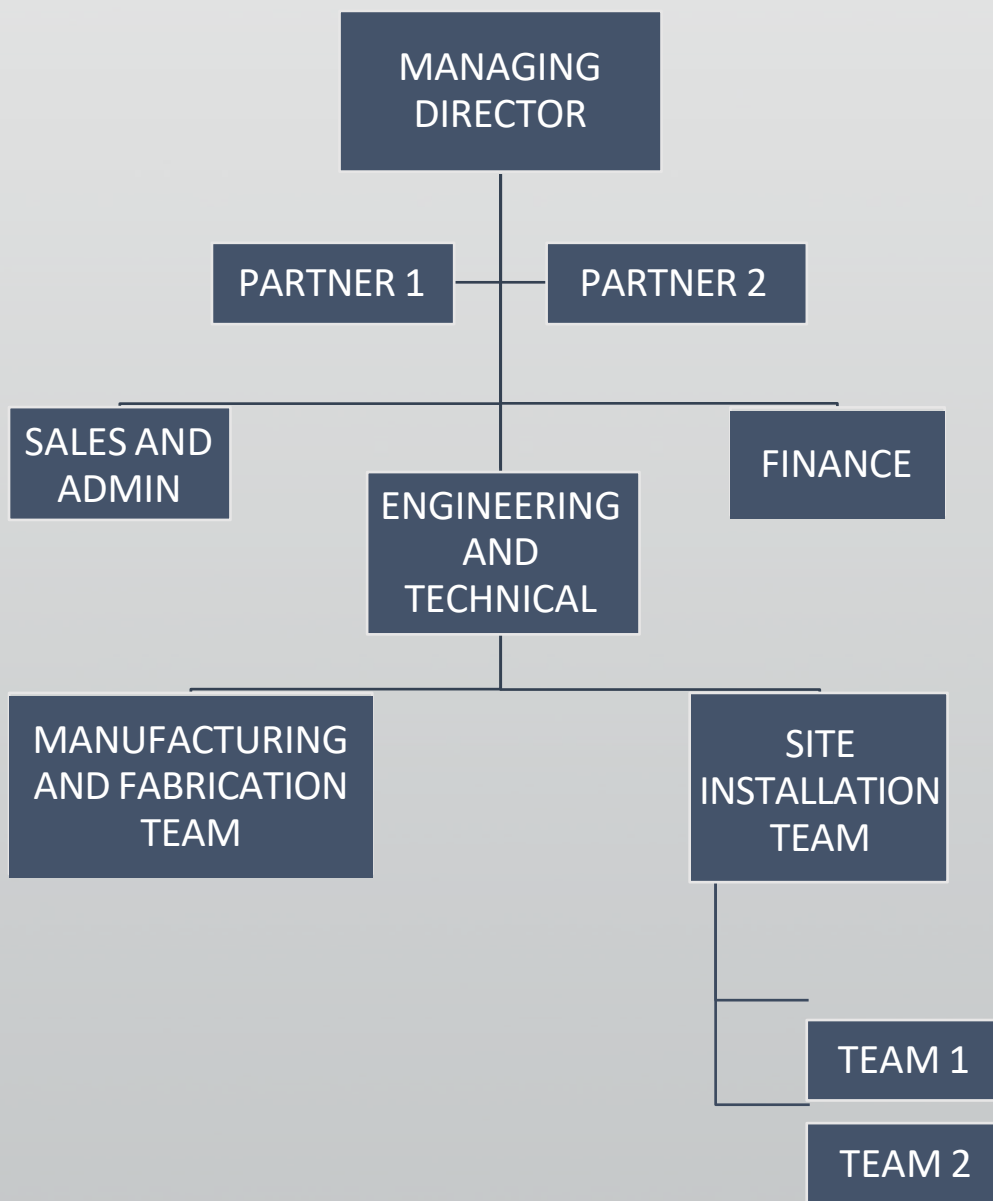 MANAGING
DIRECTOR
PARTNER 1
PARTNER 2
SALES AND
ADMIN
ENGINEERING
AND
TECHNICAL
FINANCE
MANUFACTURING
AND FABRICATION
TEAM
SITE
INSTALLATION
TEAM
TEAM 1
TEAM 2